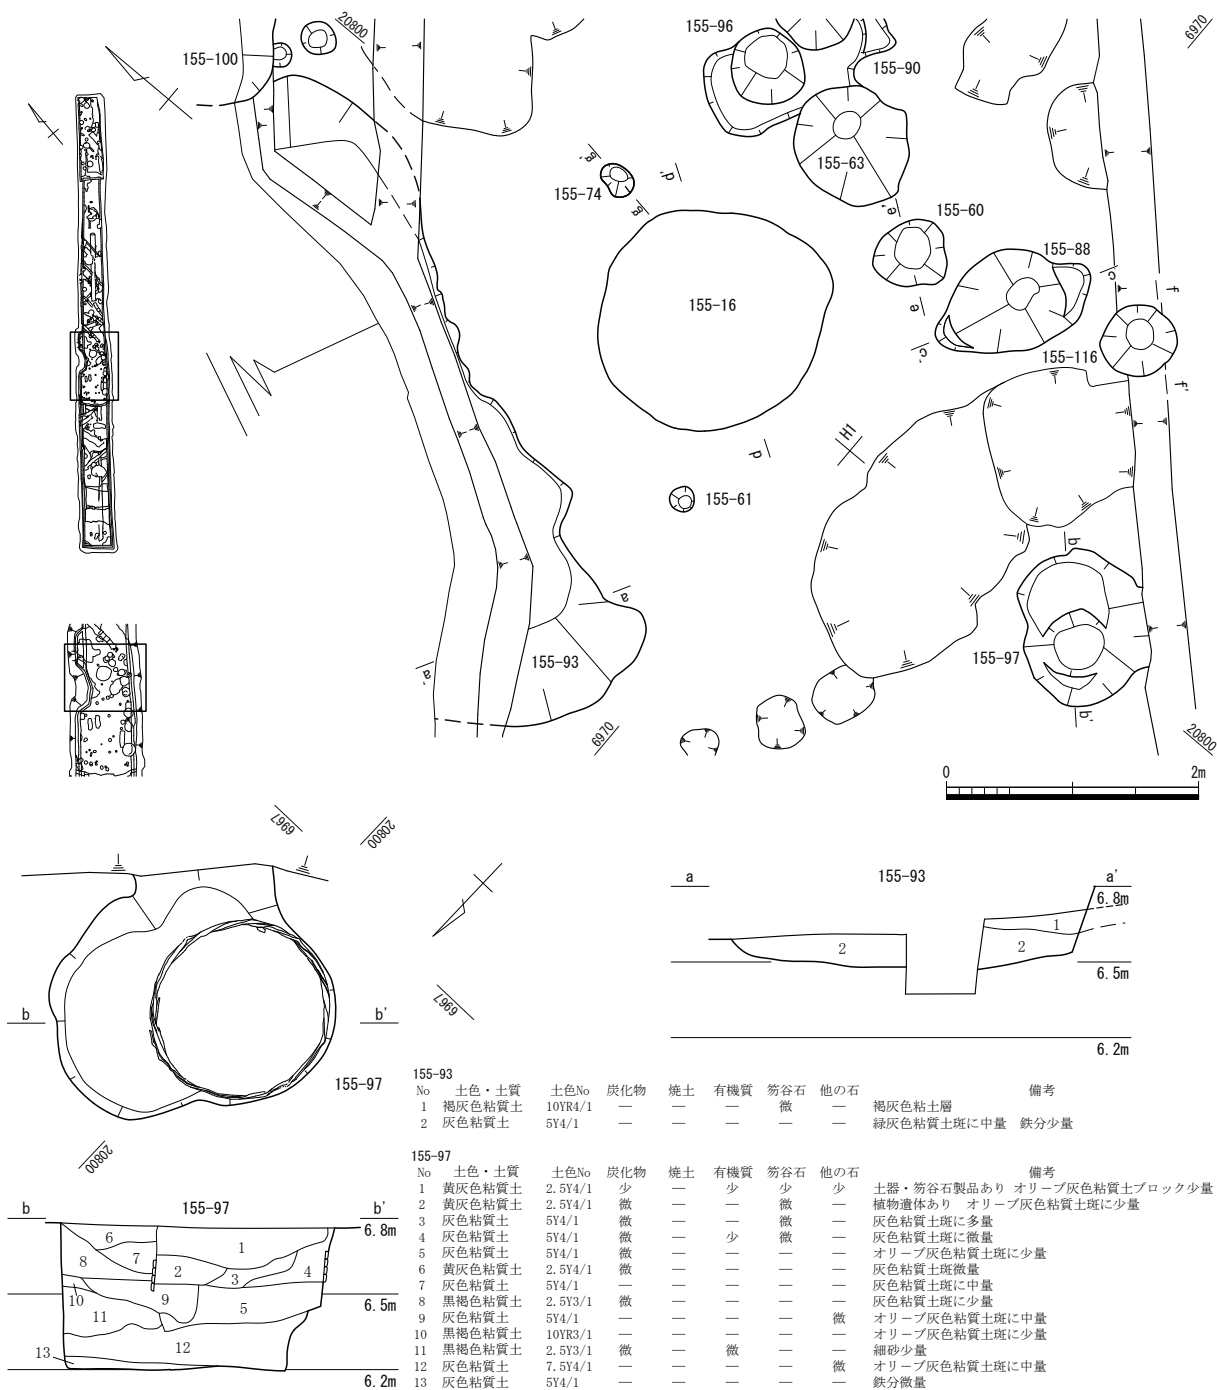 20800
6970
155-96
155-100
155-90
155-63
155-74
g'
d'
g
e'
155-60
155-88
c
f
155-16
e
c'
155-116
f'
H1
d
155-61
b
a
155-93
a'
155-97
b'
6970
20800
0 2m
6967
20800
b b'
6967
155-97
20800
155-93
a a'
6.8m
1
2 2
6.5m
6.2m
155-93
No 土色・土質 土色No 炭化物 焼土 有機質 笏谷石 他の石 備考
1 褐灰色粘質土 10YR4/1 ― ― ― 微 ― 褐灰色粘土層
2 灰色粘質土 5Y4/1 ― ― ― ― ― 緑灰色粘質土斑に中量 鉄分少量
155-97
No 土色・土質 土色No 炭化物 焼土 有機質 笏谷石 他の石 備考
1 黄灰色粘質土 2.5Y4/1 少 ― 少 少 少 土器・笏谷石製品あり オリーブ灰色粘質土ブロック少量
2 黄灰色粘質土 2.5Y4/1 微 ― ― 微 ― 植物遺体あり オリーブ灰色粘質土斑に少量
3 灰色粘質土 5Y4/1 微 ― ― 微 ― 灰色粘質土斑に多量
4 灰色粘質土 5Y4/1 微 ― 少 微 ― 灰色粘質土斑に微量
5 灰色粘質土 5Y4/1 微 ― ― ― ― オリーブ灰色粘質土斑に少量
6 黄灰色粘質土 2.5Y4/1 微 ― ― ― ― 灰色粘質土斑微量
7 灰色粘質土 5Y4/1 ― ― ― ― ― 灰色粘質土斑に中量
8 黒褐色粘質土 2.5Y3/1 微 ― ― ― ― 灰色粘質土斑に少量
9 灰色粘質土 5Y4/1 ― ― ― ― 微 オリーブ灰色粘質土斑に中量
10 黒褐色粘質土 10YR3/1 ― ― ― ― ― オリーブ灰色粘質土斑に少量
11 黒褐色粘質土 2.5Y3/1 微 ― 微 ― ― 細砂少量
12 灰色粘質土 7.5Y4/1 ― ― ― ― 微 オリーブ灰色粘質土斑に中量
13 灰色粘質土 5Y4/1 ― ― ― ― ― 鉄分微量
b 155-97 b'
6.8m
6 1
8 7 2 3 4
10 9 5
6.5m
11
12
13
6.2m